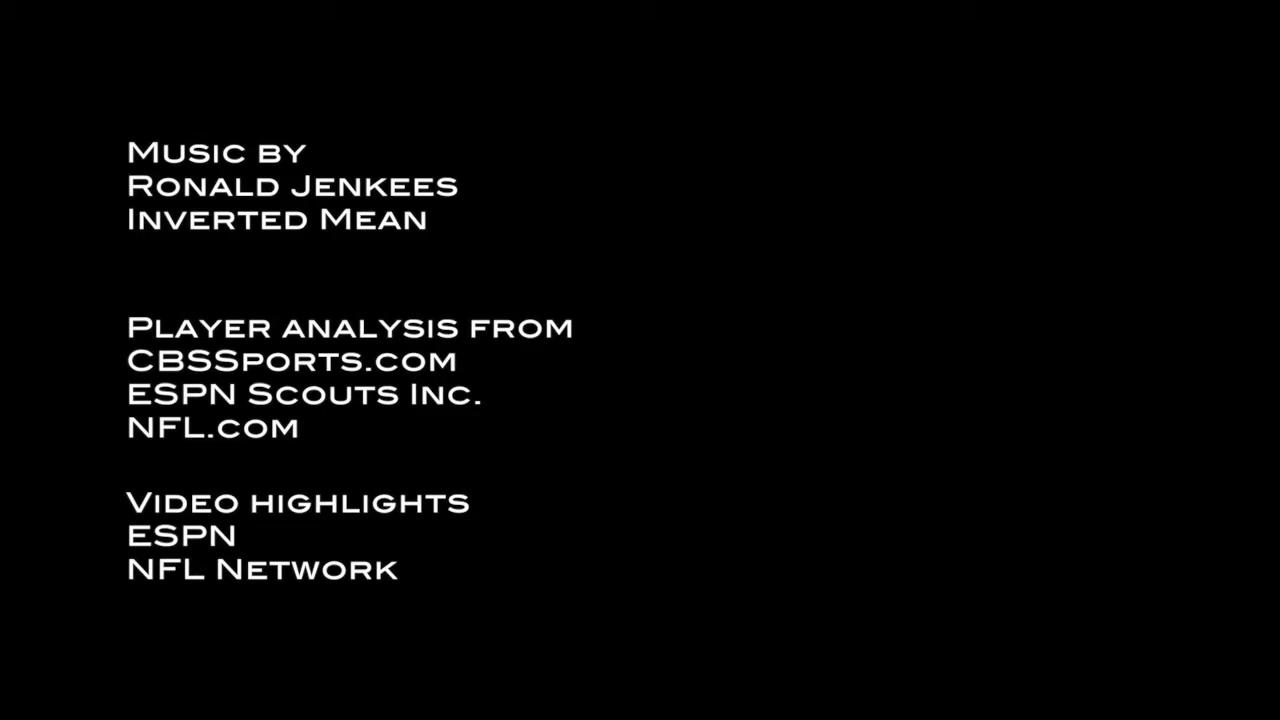 Music by
Ronald Jenkees
Inverted Mean
Player analysis from
CBSSports.com
ESPN Scouts Inc.
NFL.com
Video highlights
ESPN
NFL Network